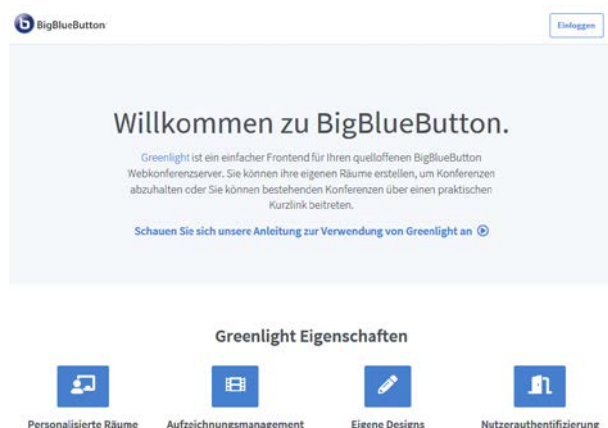 BigBlueButton
Einloggen
Willkommen zu BigBlueButton.
Greenlight ist ein einfacher Frontend für Ihren quelloffenen BigBlueButton
Webkonferenzserver. Sie können ihre eigenen Räume erstellen, um Konferenzen
abzuhalten oder Sie können bestehenden Konferenzen über einen praktischen
Kurzlink beitreten.
Schauen Sie sich unsere Anleitung zur Verwendung von Greenlight an
Greenlight Eigenschaften
Personalisierte Räume Aufzeichnungsmanagement Eigene Designs Nutzerauthentifizierung